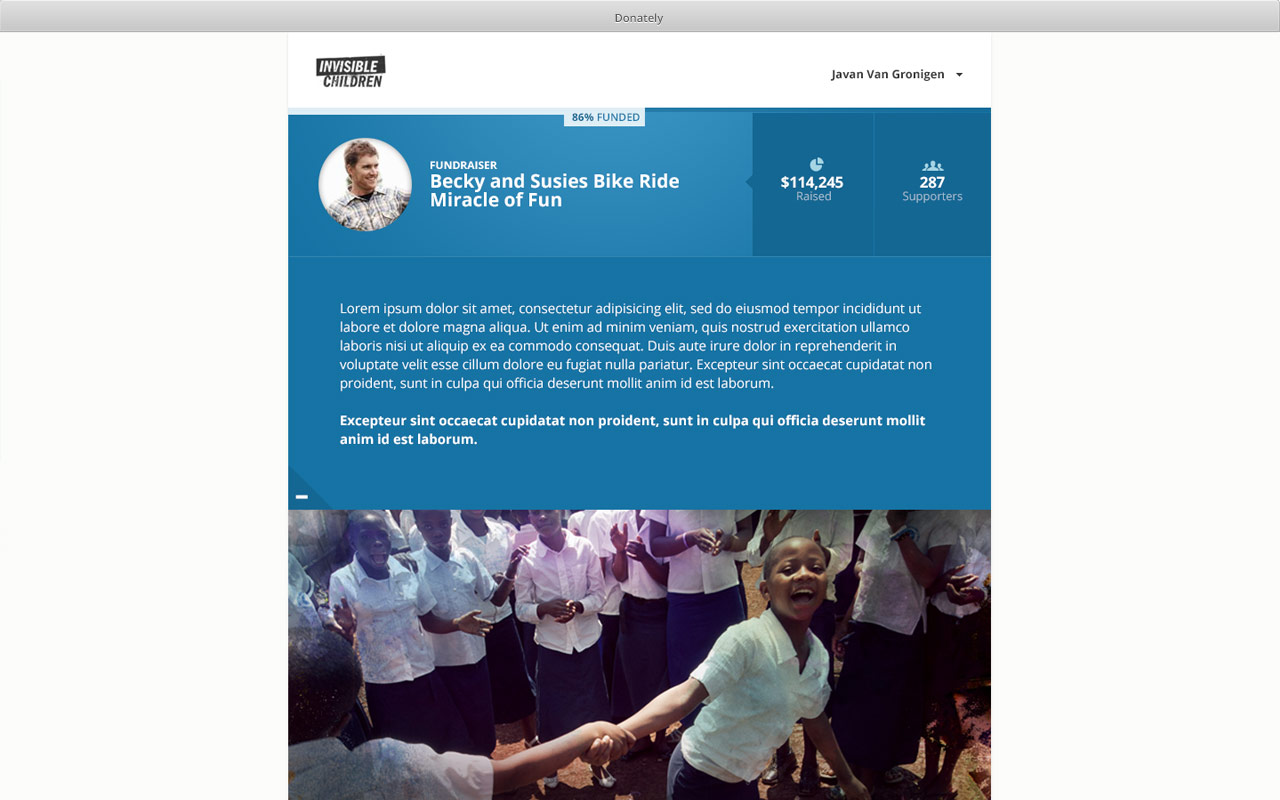 Donately
INVISIBLE
CHILDREN
Javan Van Gronigen
86% FUNDED
FUNDRAISER
Becky and Susies Bike Ride
Miracle of Fun
$114,245
Raised
287
Supporters
Lorem ipsum dolor sit amet, consectetur adipisicing elit, sed do eiusmod tempor incididunt ut
labore et dolore magna aliqua. Ut enim ad minim veniam, quis nostrud exercitation ullamco
laboris nisi ut aliquip ex ea commodo consequat. Duis aute irure dolor in reprehenderit in
voluptate velit esse cillum dolore eu fugiat nulla pariatur. Excepteur sint occaecat cupidatat non
proident, sunt in culpa qui officia deserunt mollit anim id est laborum.
Excepteur sint occaecat cupidatat non proident, sunt in culpa qui officia deserunt mollit
anim id est laborum.